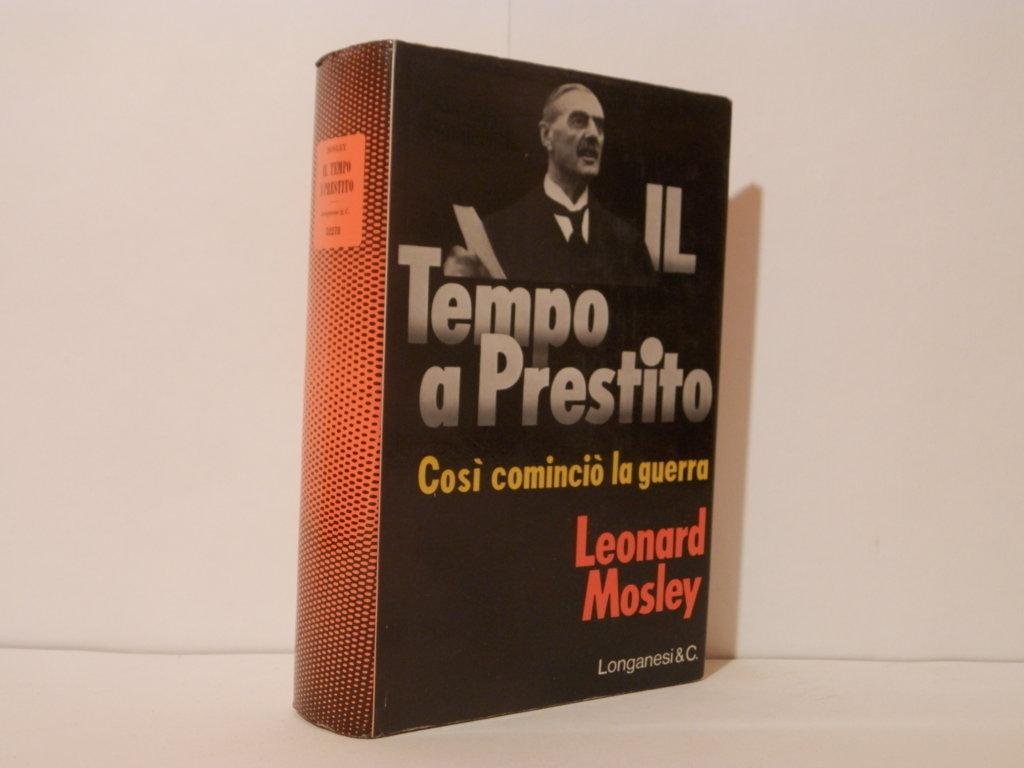 MOSLEY
IL TEMPO
A PRESTITO
Longanesi & C.
IL
Tempo
a Prestito
Così cominciò la guerra
Leonard
Mosley
Longanesi & C.